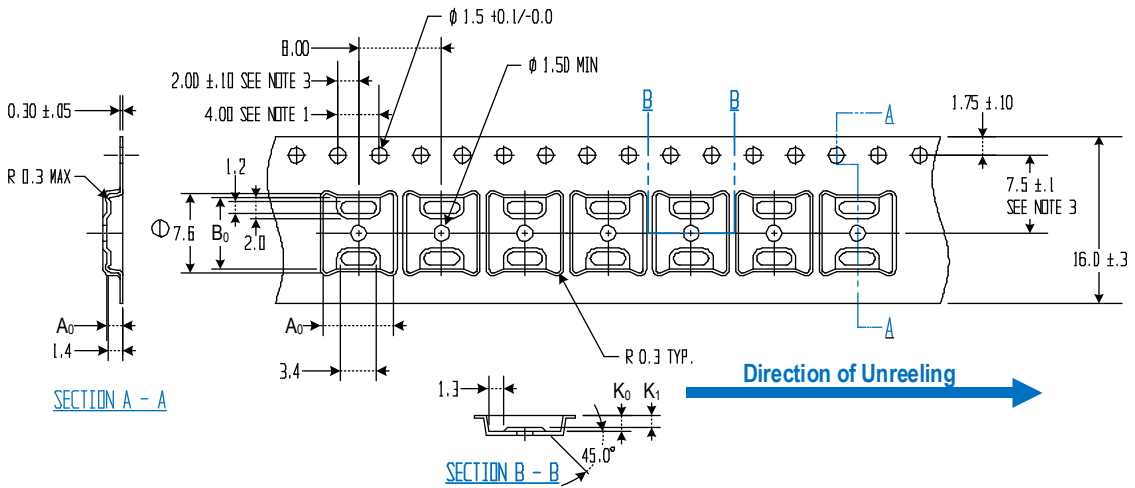 ϕ 1.5 +0.1/-0.0
8.00
ϕ 1.50 MIN
2.00 ±.10 SEE NOTE 3
4.00 SEE NOTE 1
0.30 ±.05
B B
A
1.75 ±.10
R 0.3 MAX
1.2
7.5 ±.1
SEE NOTE 3
1 7.6
B0
2.0
16.0 ±.3
A0
1.4
A0
3.4
R 0.3 TYP.
A
SECTION A - A
Direction of Unreeling
1.3
K0 K1
45.0°
SECTION B - B